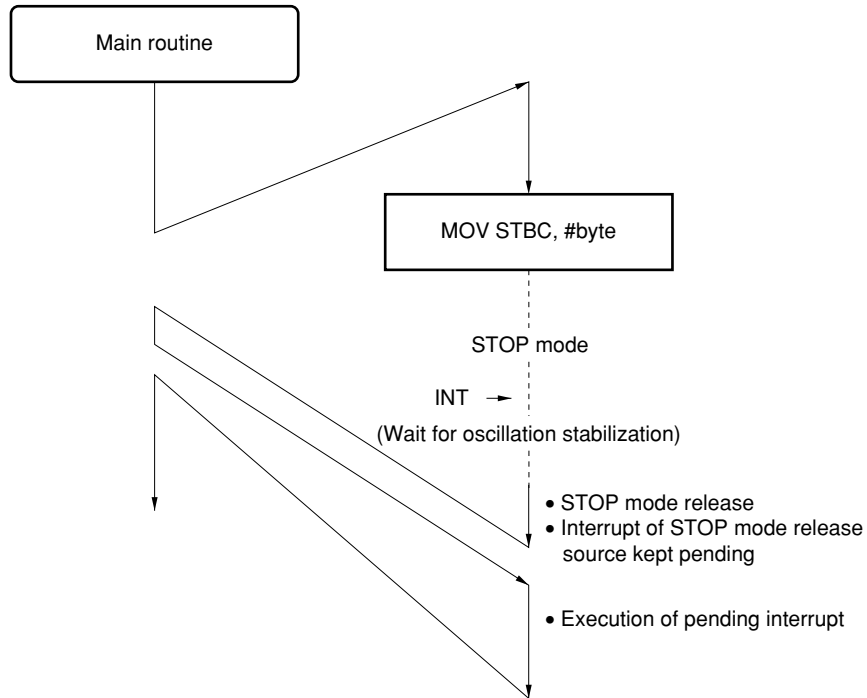 Main routine
MOV STBC, #byte
STOP mode
INT
(Wait for oscillation stabilization)
• STOP mode release
• Interrupt of STOP mode release
source kept pending
• Execution of pending interrupt